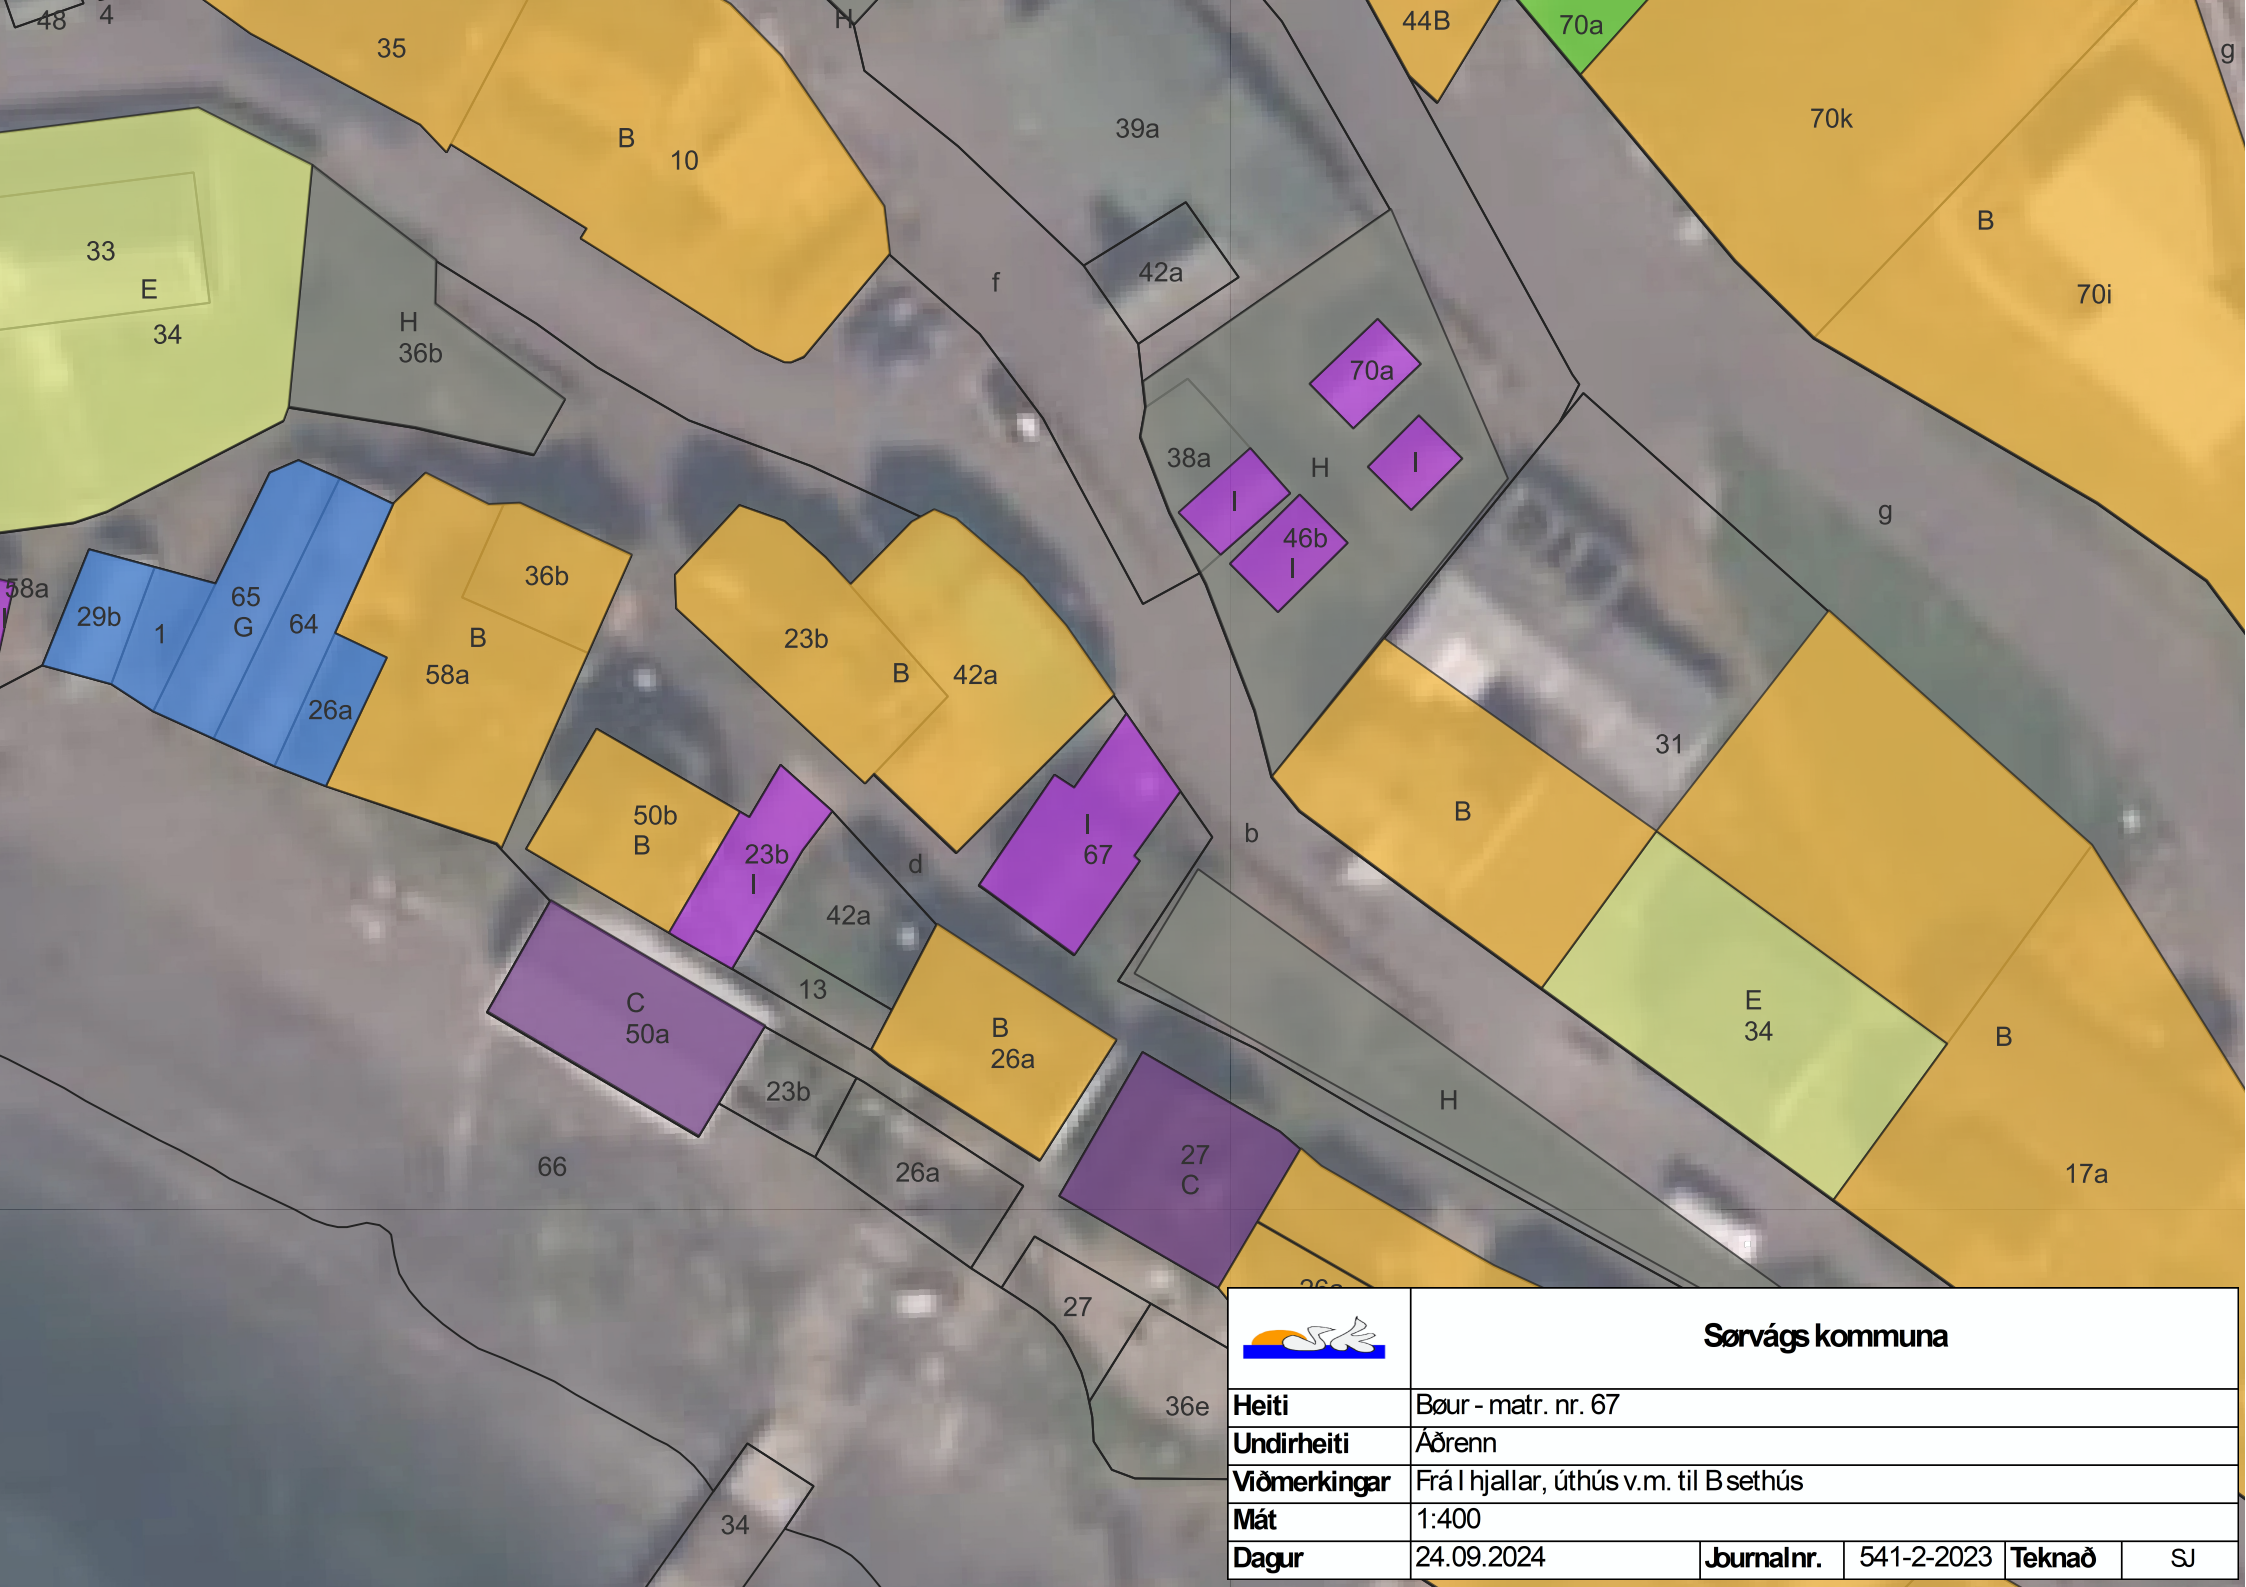 48
4
H
44B
70a
g
35
B
10
39a
70k
33
E
34
f
42a
B
70i
H
36b
70a
38a
H
I
I
46b
I
g
58a
I
29b
1
65
G
64
B
58a
36b
26a
23b
B
42a
31
50b
B
23b
I
I
67
b
B
d
42a
13
C
50a
B
26a
E
34
B
23b
H
66
26a
27
C
17a
26a
27
36e
34
Sørvágs kommuna
Heiti Bøur - matr. nr. 67
Undirheiti Áðrenn
Viðmerkingar Frá I hjallar, úthús v.m. til B sethús
Mát 1:400
Dagur 24.09.2024 Journalnr. 541-2-2023 Teknað SJ